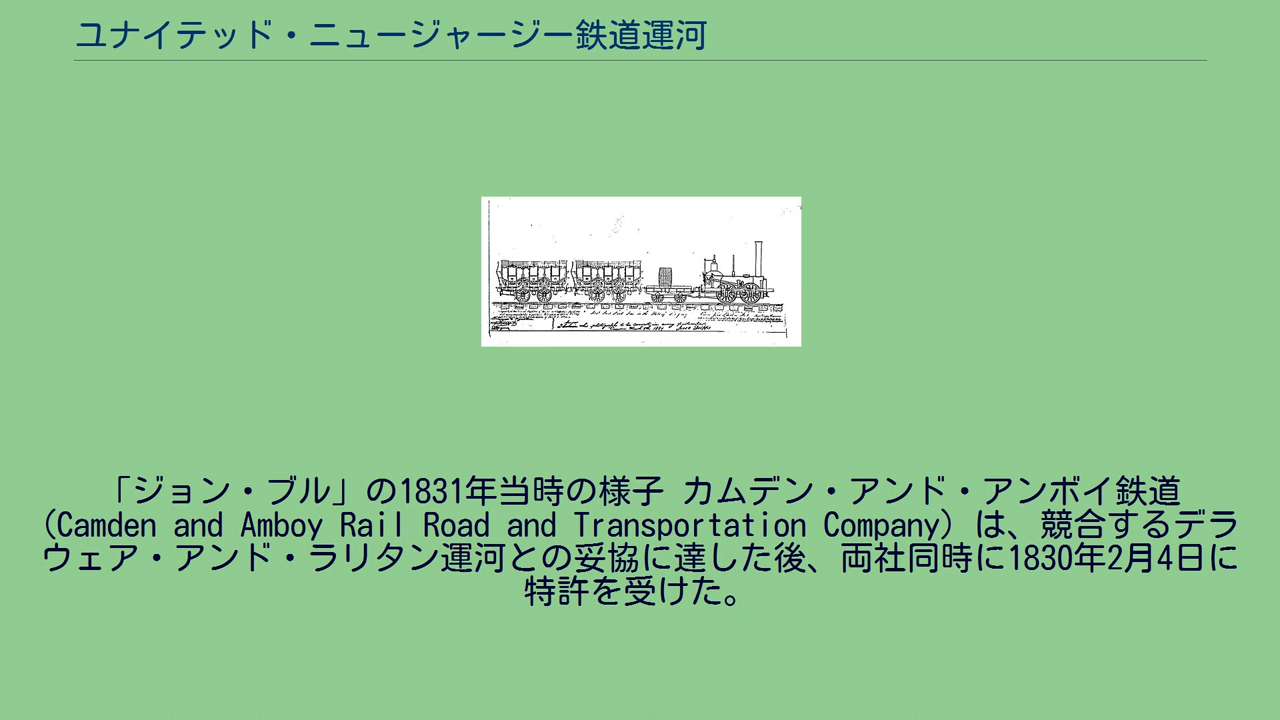 ユナイテッド・ニュージャージー鉄道運河
「ジョン・ブル」の1831年当時の様子 カムデン・アンド・アンボイ鉄道
(Camden and Amboy Rail Road and Transportation Company) は、競合するデラ
ウェア・アンド・ラリタン運河との妥協に達した後、両社同時に1830年2月4日に
特許を受けた。